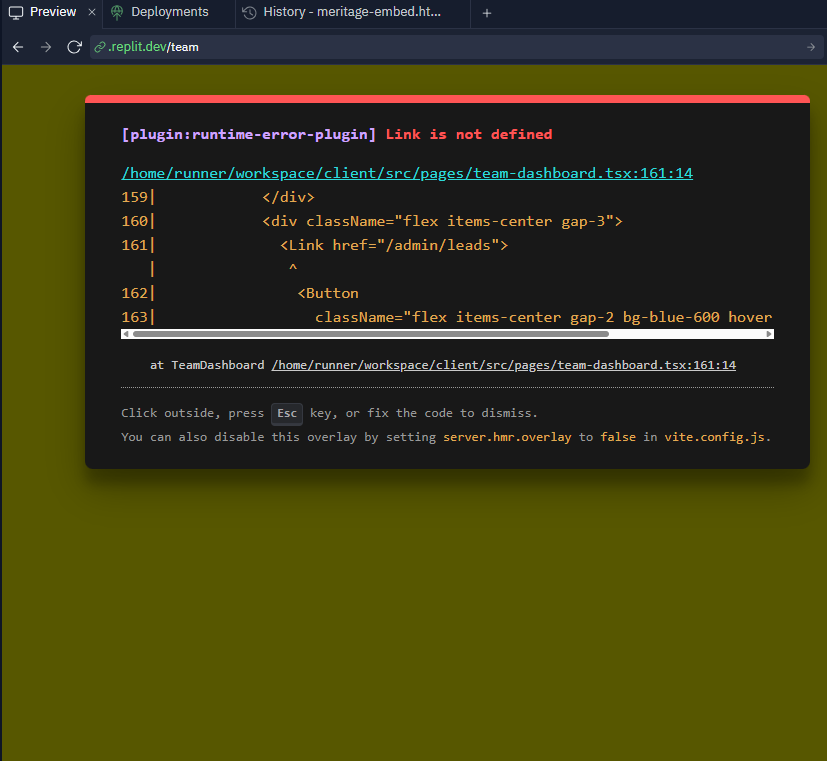 Preview
Deployments
History - meritage-embed.ht...
.replit.dev/team
[plugin:runtime-error-plugin] Link is not defined
/home/runner/workspace/client/src/pages/team-dashboard.tsx:161:14
159|            </div>
160|            <div className="flex items-center gap-3">
161|              <Link href="/admin/leads">
   |               ^
162|                <Button
163|                  className="flex items-center gap-2 bg-blue-600 hover
at TeamDashboard /home/runner/workspace/client/src/pages/team-dashboard.tsx:161:14
Click outside, press Esc key, or fix the code to dismiss.
You can also disable this overlay by setting server.hmr.overlay to false in vite.config.js.